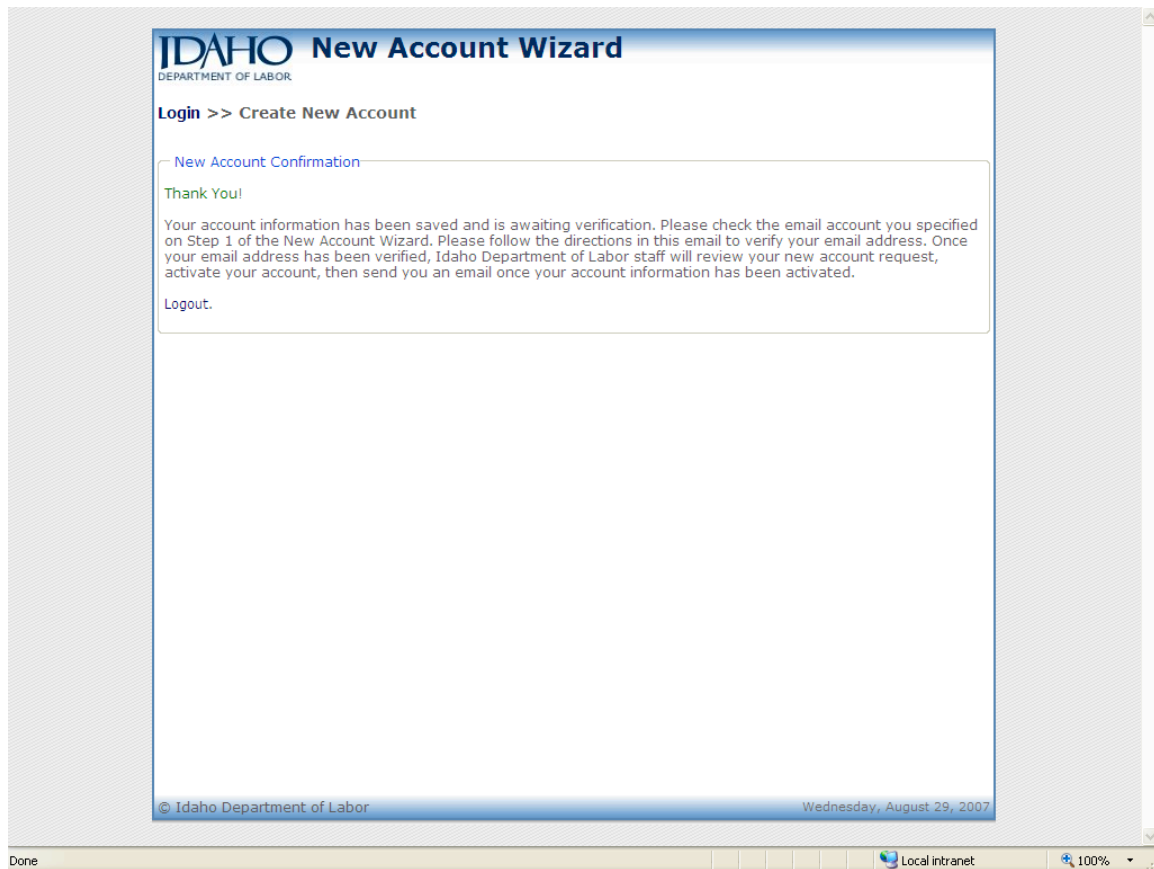 IDAHO New Account Wizard
DEPARTMENT OF LABOR
Login >> Create New Account
New Account Confirmation
Thank You!
Your account information has been saved and is awaiting verification. Please check the email account you specified
on Step 1 of the New Account Wizard. Please follow the directions in this email to verify your email address. Once
your email address has been verified, Idaho Department of Labor staff will review your new account request,
activate your account, then send you an email once your account information has been activated.
Logout.
© Idaho Department of Labor Wednesday, August 29, 2007
Done Local intranet 100%